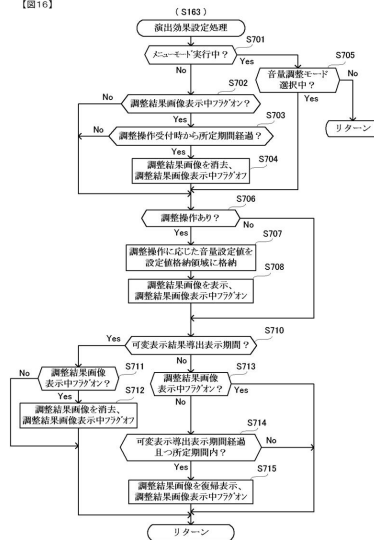 【図16】
(S163)
演出効果設定処理
S701
メニューモード実行中?
Yes
No
S705
音量調整モード
選択中?
No
Yes
リターン
S702
調整結果画像表示中フラグオン?
No
Yes
S703
調整操作受付時から所定期間経過?
No
Yes
S704
調整結果画像を消去、
調整結果画像表示中フラグオフ
S706
調整操作あり?
No
Yes
S707
調整操作に応じた音量設定値を
設定値格納領域に格納
S708
調整結果画像を表示、
調整結果画像表示中フラグオン
S710
可変表示結果導出表示期間?
Yes
No
S711
調整結果画像
表示中フラグオン?
No
Yes
S712
調整結果画像を消去、
調整結果画像表示中フラグオフ
S713
調整結果画像
表示中フラグオン?
Yes
No
S714
可変表示導出表示期間経過
且つ所定期間内?
No
Yes
S715
調整結果画像を復帰表示、
調整結果画像表示中フラグオン
リターン